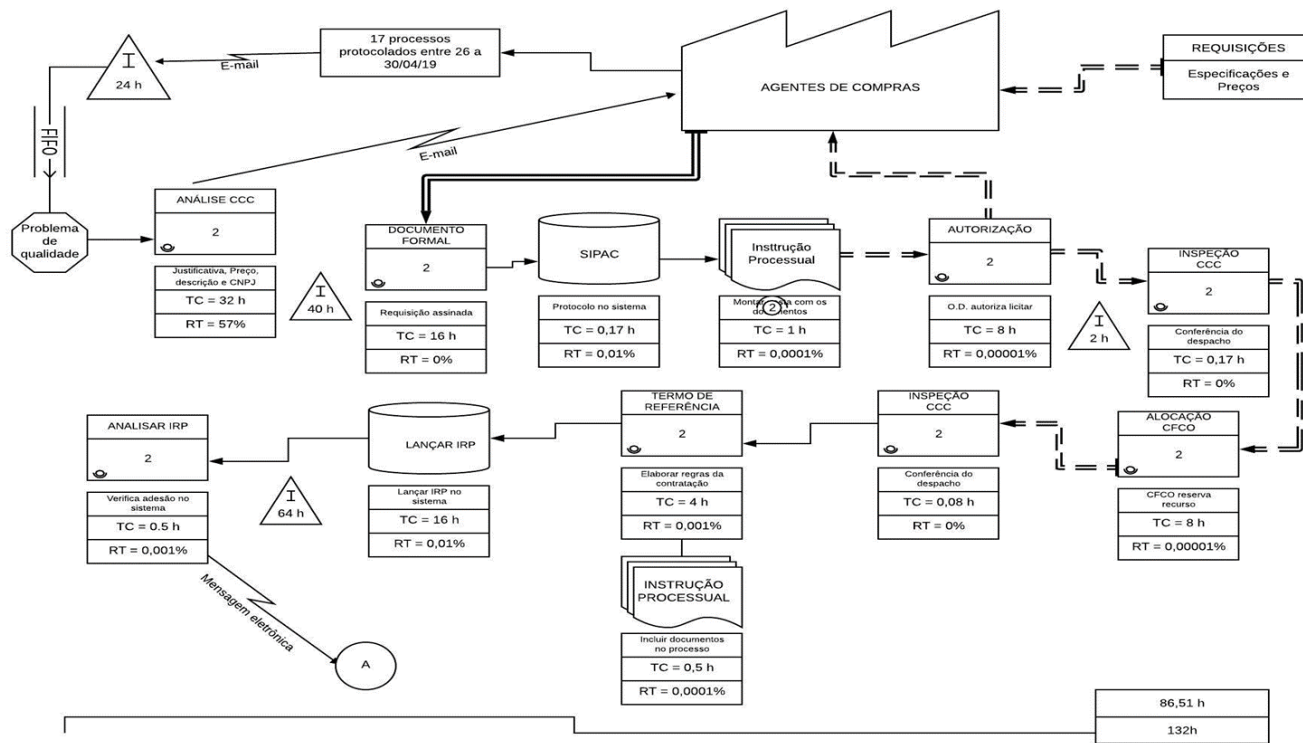 17 processos
protocolados entre 26 a
30/04/19
E-mail
I
24 h
FIFO
AGENTES DE COMPRAS
REQUISIÇÕES
Especificações e
Preços
E-mail
Problema
de
qualidade
ANÁLISE CCC
2
Justificativa, Preço,
descrição e CNPJ
TC = 32 h
RT = 57%
I
40 h
DOCUMENTO
FORMAL
2
Requisição assinada
TC = 16 h
RT = 0%
SIPAC
Protocolo no sistema
TC = 0,17 h
RT = 0,01%
Insttrução
Processual
2
TC = 1 h
RT = 0,0001%
AUTORIZAÇÃO
2
O.D. autoriza licitar
TC = 8 h
RT = 0,00001%
I
2 h
INSPEÇÃO
CCC
2
Conferência do
despacho
TC = 0,17 h
RT = 0%
ANALISAR IRP
2
Verifica adesão no
sistema
TC = 0.5 h
RT = 0,001%
I
64 h
LANÇAR IRP
Lançar IRP no
sistema
TC = 16 h
RT = 0,01%
TERMO DE
REFERÊNCIA
2
Elaborar regras da
contratação
TC = 4 h
RT = 0,001%
INSTRUÇÃO
PROCESSUAL
Incluir documentos
no processo
TC = 0,5 h
RT = 0,0001%
INSPEÇÃO
CCC
2
Conferência do
despacho
TC = 0,08 h
RT = 0%
ALOCAÇÃO
CFCO
2
CFCO reserva
recurso
TC = 8 h
RT = 0,00001%
Mensagem eletrônica
A
86,51 h
132h